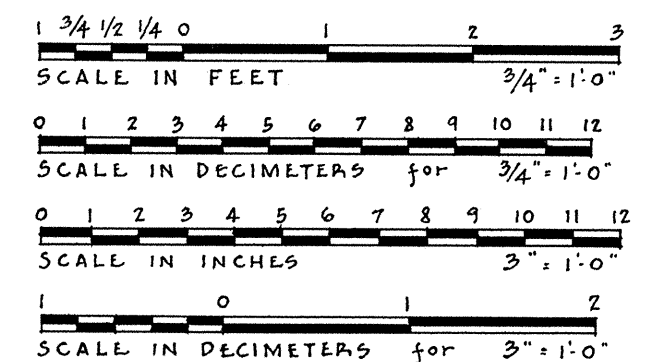 1 3/4 1/2 1/4 0 1 2 3
SCALE IN FEET 3/4" = 1'-0"
0 1 2 3 4 5 6 7 8 9 10 11 12
SCALE IN DECIMETERS for 3/4" = 1'-0"
0 1 2 3 4 5 6 7 8 9 10 11 12
SCALE IN INCHES 3" = 1'-0"
1 0 1 2
SCALE IN DECIMETERS for 3" = 1'-0"